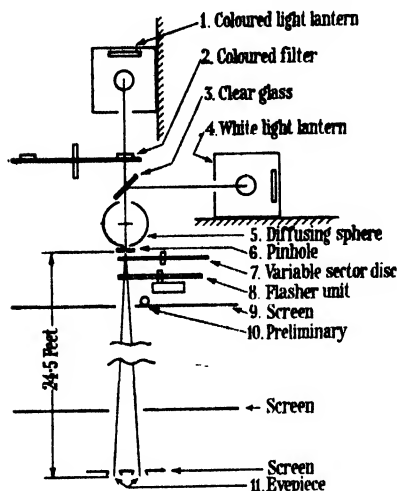 1. Coloured light lantern
2. Coloured filter
3. Clear glass
4. White light lantern
5. Diffusing sphere
6. Pinhole
7. Variable sector disc
8. Flasher unit
9. Screen
10. Preliminary
24·5 Feet
Screen
Screen
11. Eyepiece